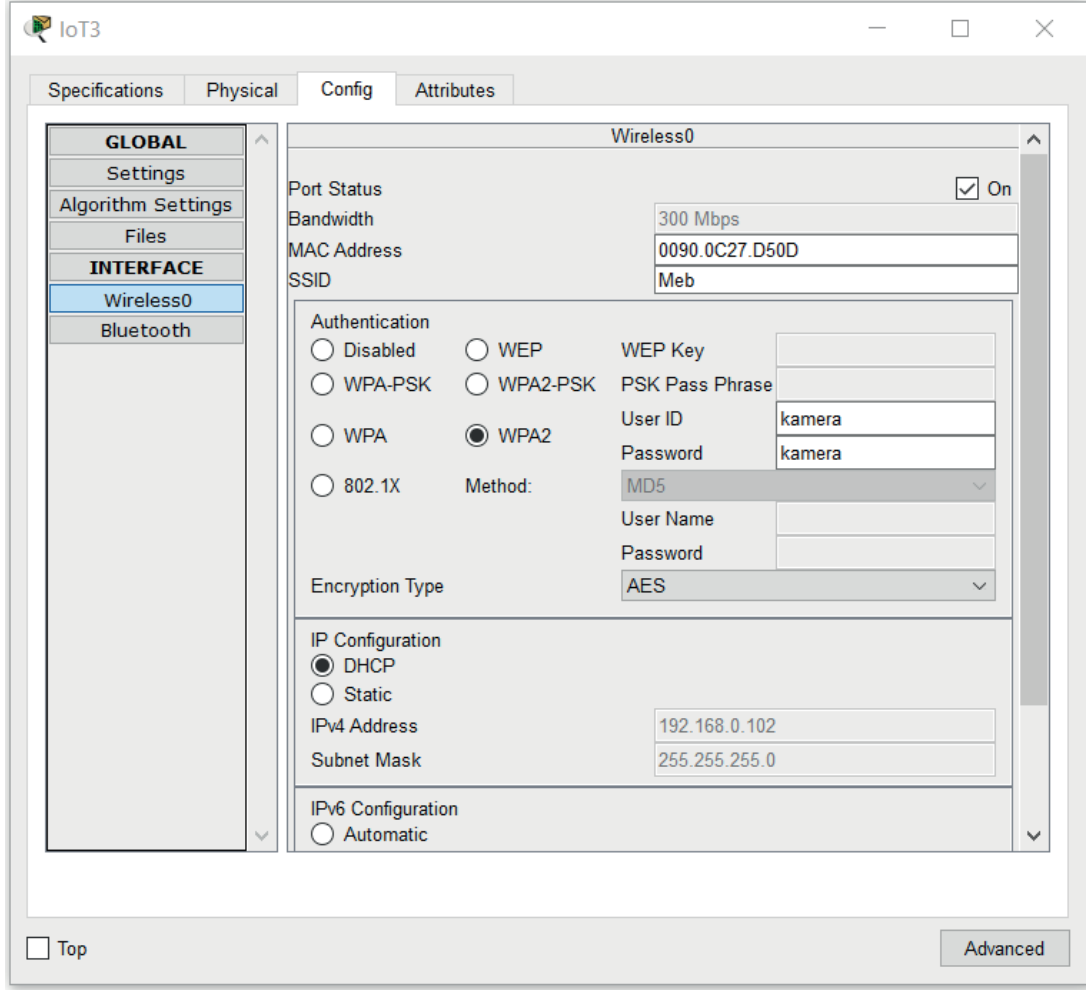 IoT3
Specifications Physical Config Attributes
GLOBAL
Settings
Algorithm Settings
Files
INTERFACE
Wireless0
Bluetooth
Wireless0
Port Status On
Bandwidth 300 Mbps
MAC Address 0090.0C27.D50D
SSID Meb
Authentication
Disabled WEP WEP Key
WPA-PSK WPA2-PSK PSK Pass Phrase
User ID kamera
WPA WPA2
Password kamera
802.1X Method: MD5
User Name
Password
Encryption Type AES
IP Configuration
DHCP
Static
IPv4 Address 192.168.0.102
Subnet Mask 255.255.255.0
IPv6 Configuration
Automatic
Top Advanced